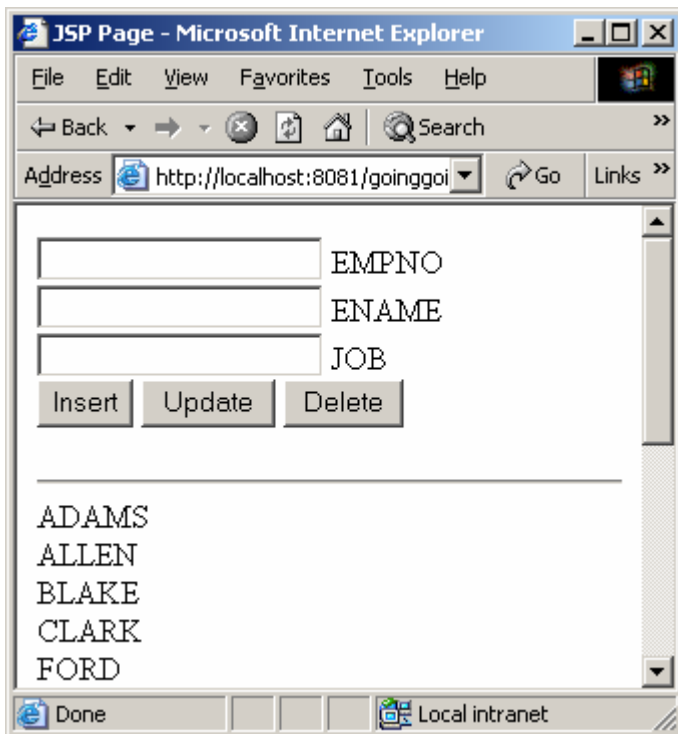 JSP Page - Microsoft Internet Explorer
File Edit View Favorites Tools Help
Back Search »
Address http://localhost:8081/goinggoi Go Links »
EMPNO
ENAME
JOB
Insert Update Delete
ADAMS
ALLEN
BLAKE
CLARK
FORD
Done Local intranet